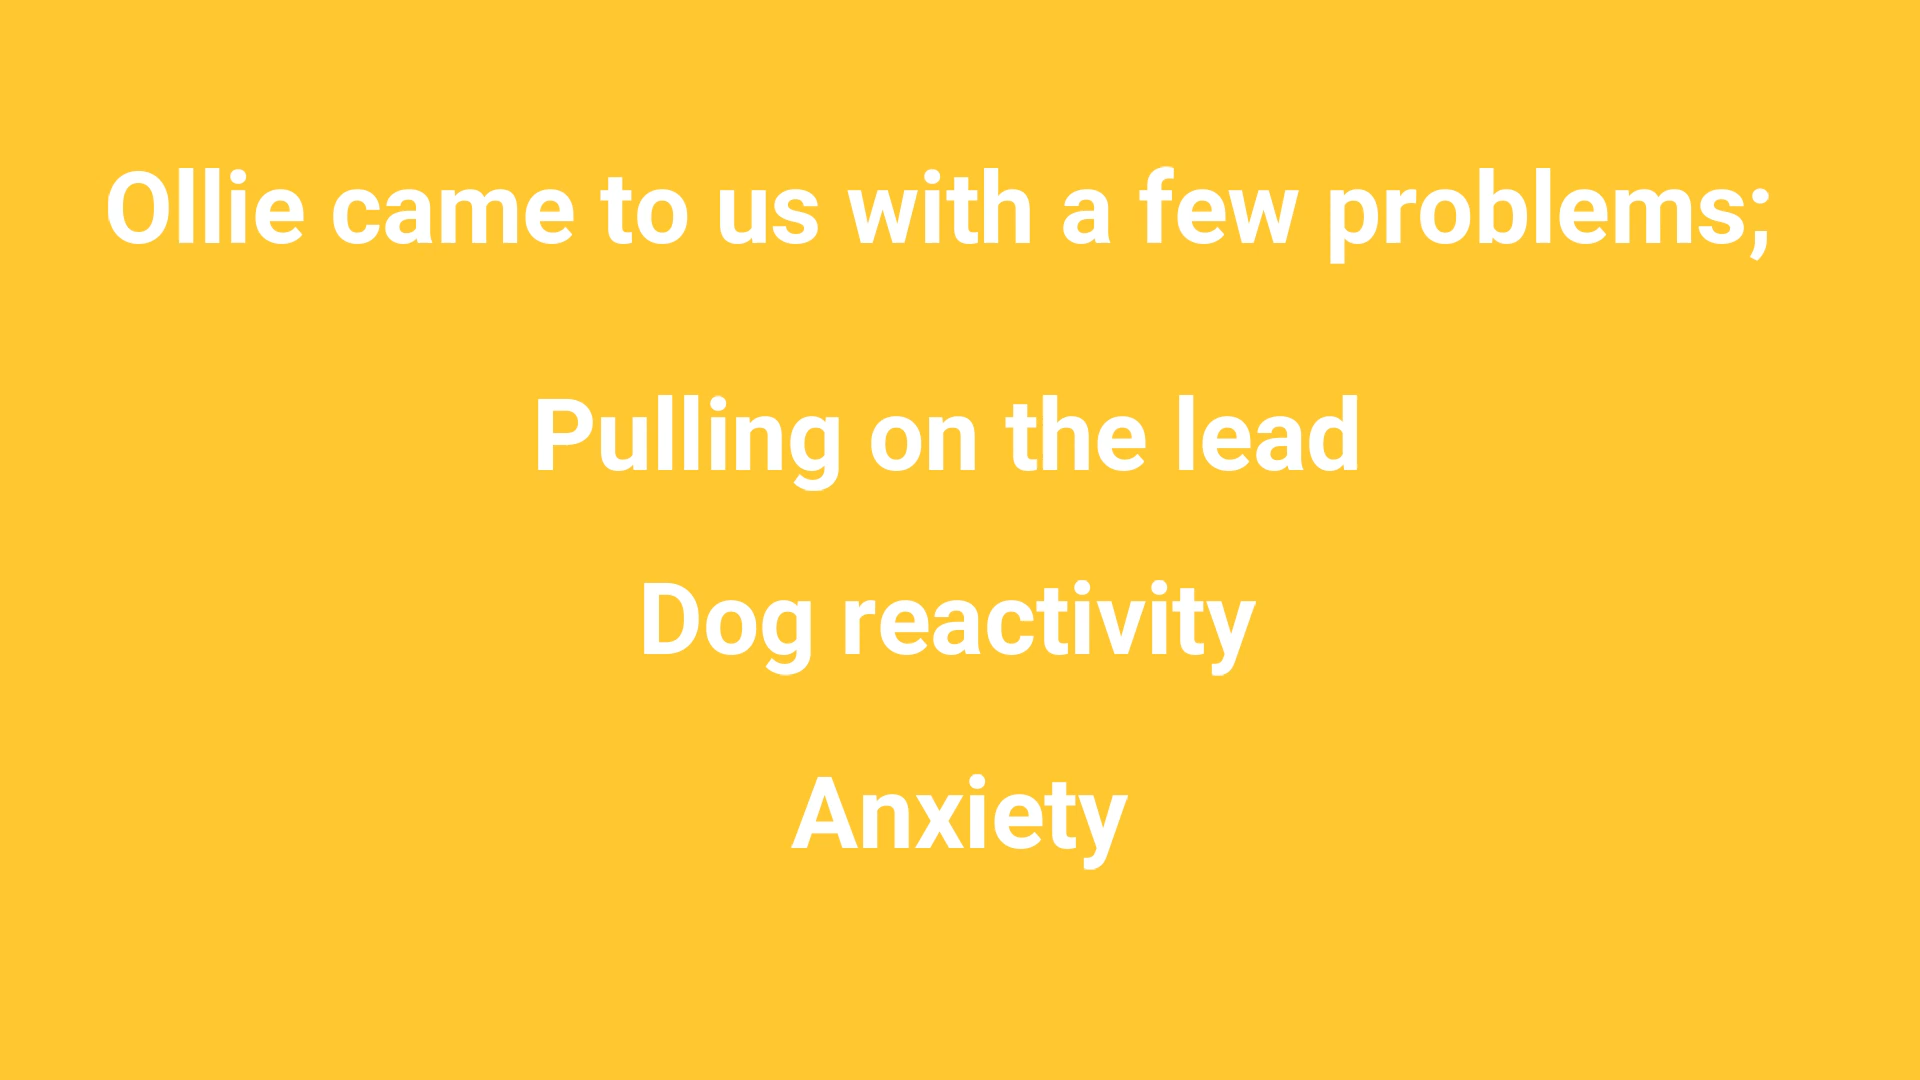 Ollie came to us with a few problems;
Pulling on the lead
Dog reactivity
Anxiety